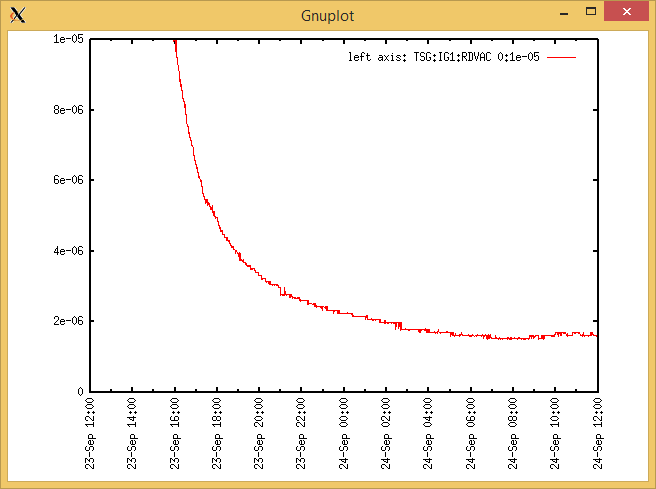 Gnuplot
left axis: TSG:IG1:RDVAC 0:1e-05
1e-05
8e-06
6e-06
4e-06
2e-06
0
23-Sep 12:00
23-Sep 14:00
23-Sep 16:00
23-Sep 18:00
23-Sep 20:00
23-Sep 22:00
24-Sep 00:00
24-Sep 02:00
24-Sep 04:00
24-Sep 06:00
24-Sep 08:00
24-Sep 10:00
24-Sep 12:00